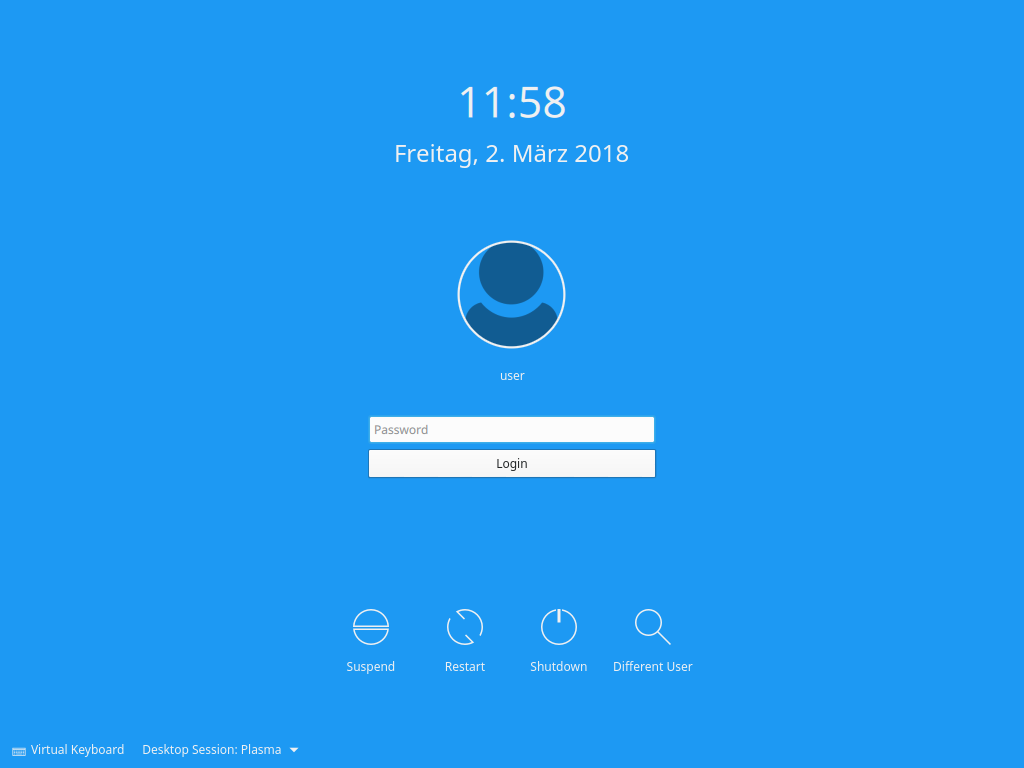 11:58
Freitag, 2. März 2018
user
Password
Login
Suspend Restart Shutdown Different User
Virtual Keyboard Desktop Session: Plasma